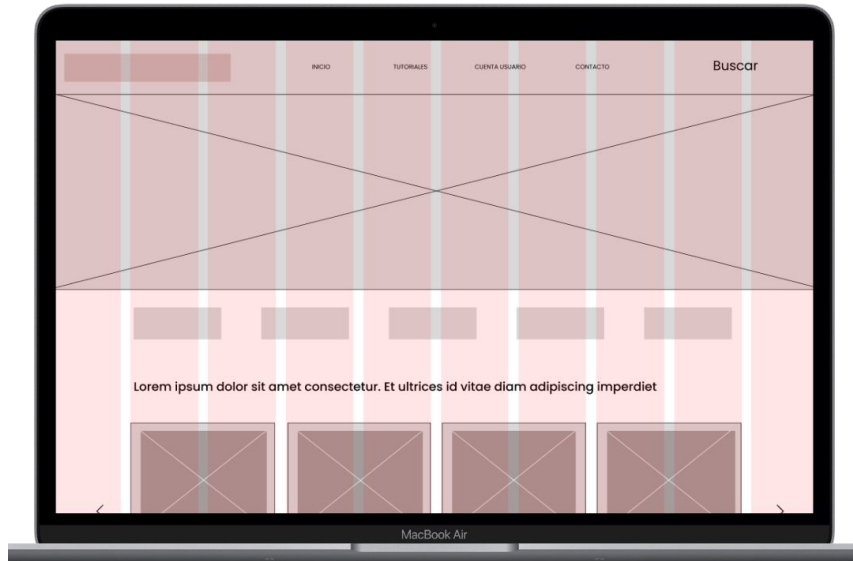 INICIO TUTORIALES CUENTA USUARIO CONTACTO Buscar
Lorem ipsum dolor sit amet consectetur. Et ultrices id vitae diam adipiscing imperdiet
MacBook Air